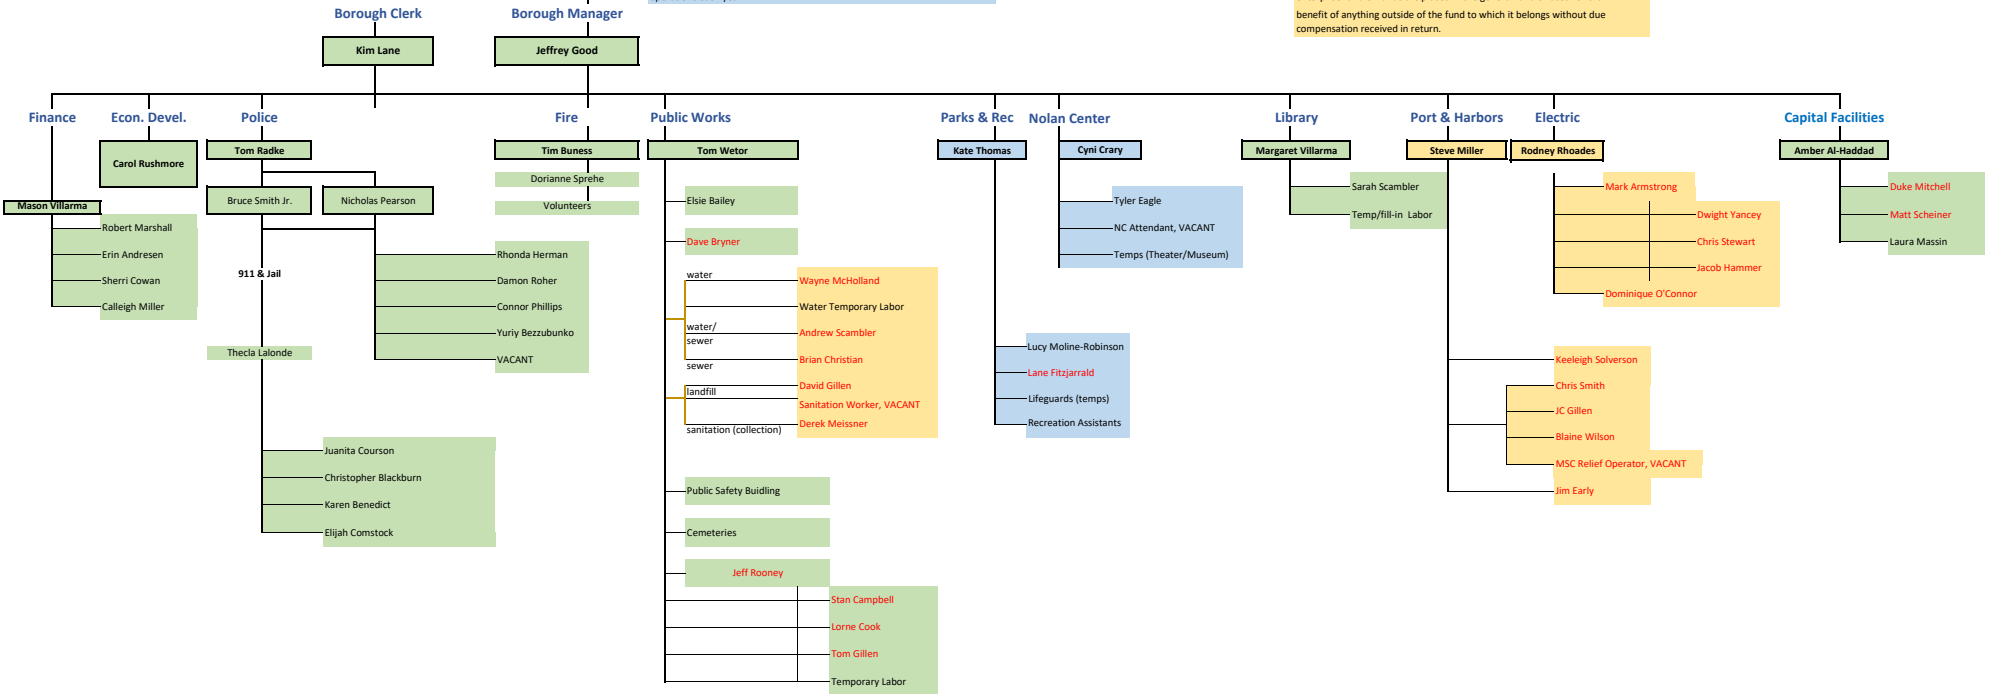 benefit of anything outside of the fund to which it belongs without due
compensation received in return.
Borough Clerk
Borough Manager
Kim Lane
Jeffrey Good
Finance
Econ. Devel.
Police
Fire
Public Works
Parks & Rec
Nolan Center
Library
Port & Harbors
Electric
Capital Facilities
Carol Rushmore
Tom Radke
Tim Buness
Tom Wetor
Kate Thomas
Cyni Crary
Margaret Villarma
Steve Miller
Rodney Rhoades
Amber Al-Haddad
Mason Villarma
Robert Marshall
Erin Andresen
Sherri Cowan
Calleigh Miller
Bruce Smith Jr.
Nicholas Pearson
911 & Jail
Thecla Lalonde
Juanita Courson
Christopher Blackburn
Karen Benedict
Elijah Comstock
Rhonda Herman
Damon Roher
Connor Phillips
Yuriy Bezzubunko
VACANT
Dorianne Sprehe
Volunteers
Elsie Bailey
Dave Bryner
water
Wayne McHolland
Water Temporary Labor
water/
sewer
Andrew Scambler
sewer
Brian Christian
David Gillen
landfill
Sanitation Worker, VACANT
sanitation (collection)
Derek Meissner
Public Safety Buidling
Cemeteries
Jeff Rooney
Stan Campbell
Lorne Cook
Tom Gillen
Temporary Labor
Lucy Moline-Robinson
Lane Fitzjarrald
Lifeguards (temps)
Recreation Assistants
Tyler Eagle
NC Attendant, VACANT
Temps (Theater/Museum)
Sarah Scambler
Temp/fill-in Labor
Keeleigh Solverson
Chris Smith
JC Gillen
Blaine Wilson
MSC Relief Operator, VACANT
Jim Early
Mark Armstrong
Dwight Yancey
Chris Stewart
Jacob Hammer
Dominique O'Connor
Duke Mitchell
Matt Scheiner
Laura Massin